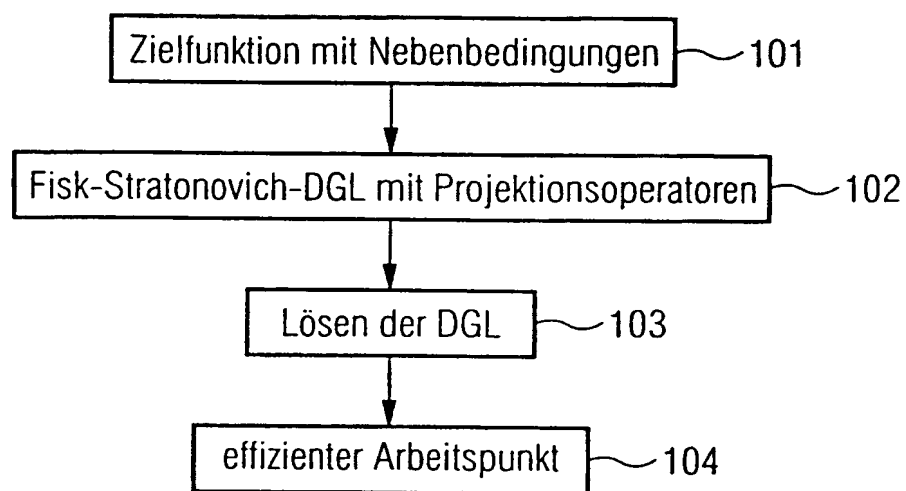 Zielfunktion mit Nebenbedingungen 101
Fisk-Stratonovich-DGL mit Projektionsoperatoren 102
Lösen der DGL 103
effizienter Arbeitspunkt 104